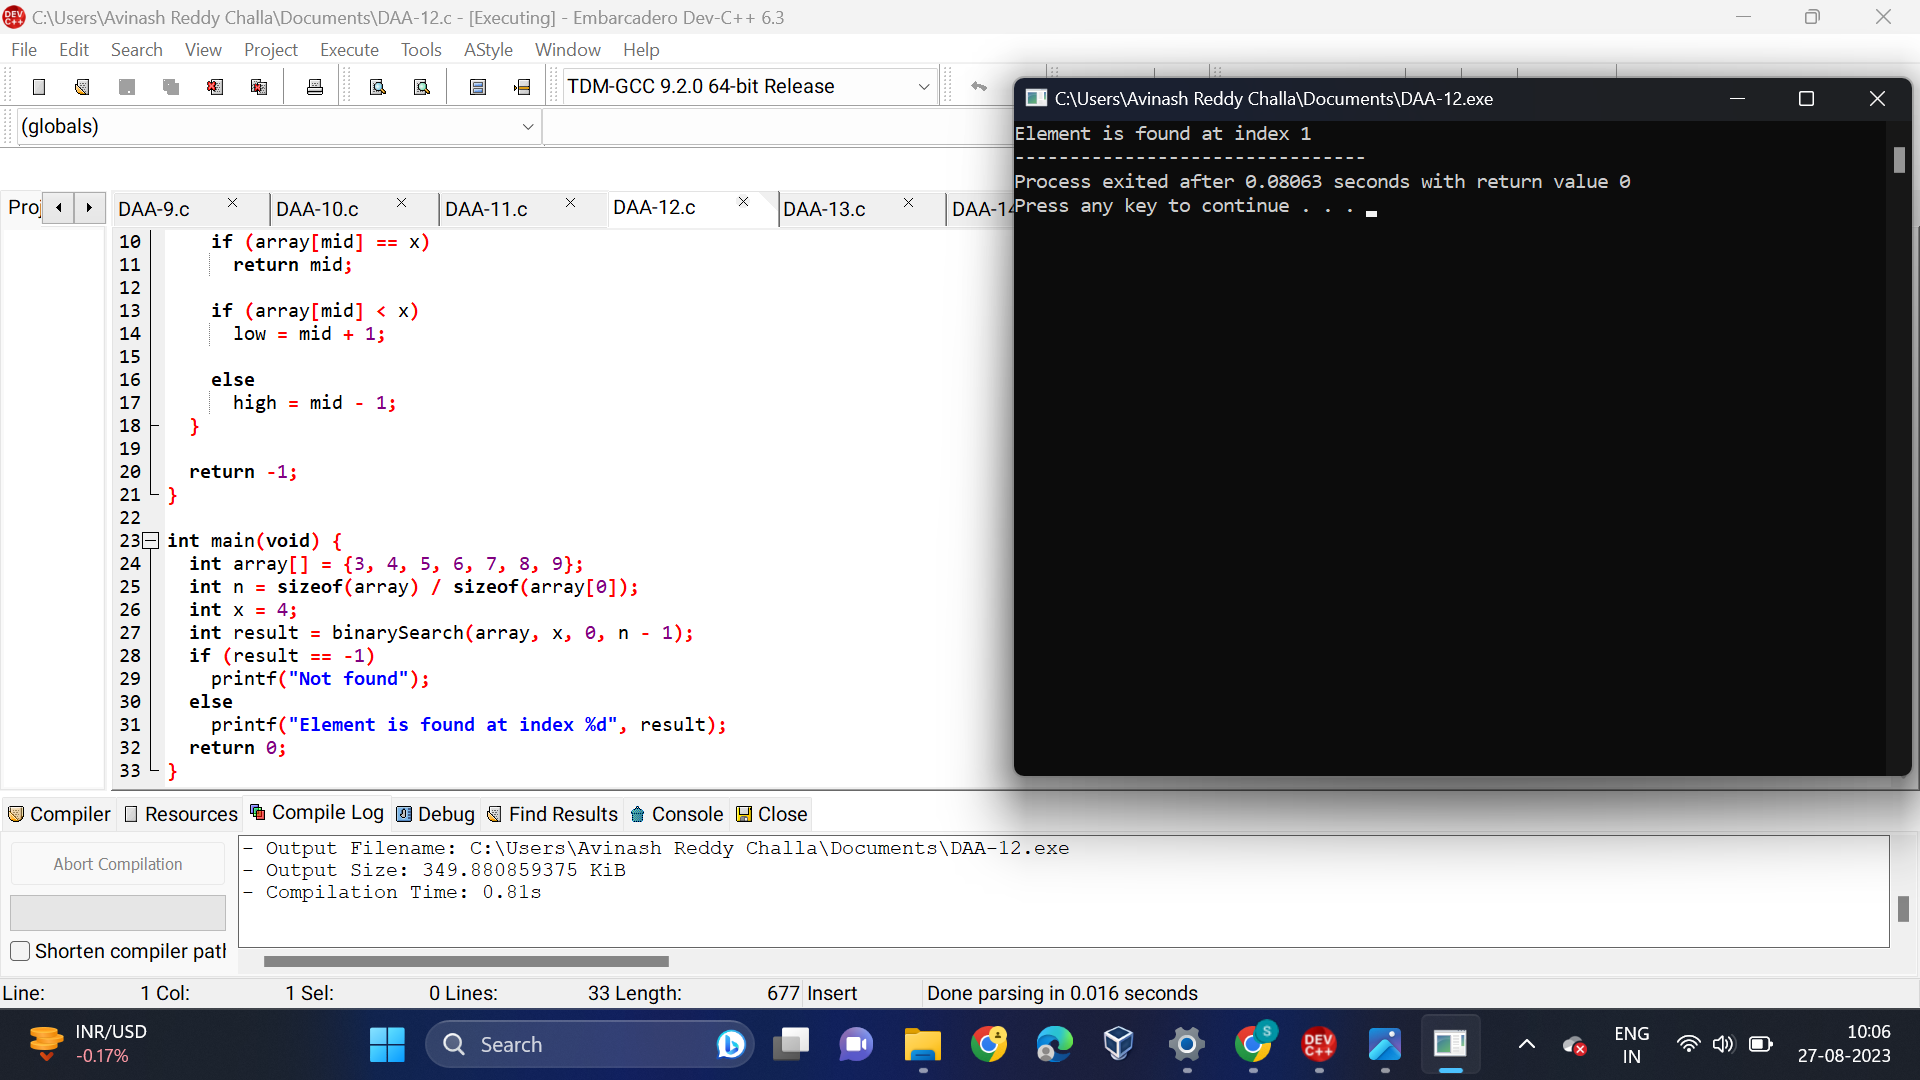 C:\Users\Avinash Reddy Challa\Documents\DAA-12.c - [Executing] - Embarcadero Dev-C++ 6.3
File Edit Search View Project Execute Tools AStyle Window Help
TDM-GCC 9.2.0 64-bit Release
(globals)
Proj
DAA-9.c DAA-10.c DAA-11.c DAA-12.c DAA-13.c DAA-14
10 if (array[mid] == x)
11 return mid;
12
13 if (array[mid] < x)
14 low = mid + 1;
15
16 else
17 high = mid - 1;
18 }
19
20 return -1;
21 }
22
23 int main(void) {
24 int array[] = {3, 4, 5, 6, 7, 8, 9};
25 int n = sizeof(array) / sizeof(array[0]);
26 int x = 4;
27 int result = binarySearch(array, x, 0, n - 1);
28 if (result == -1)
29 printf("Not found");
30 else
31 printf("Element is found at index %d", result);
32 return 0;
33 }
C:\Users\Avinash Reddy Challa\Documents\DAA-12.exe
Element is found at index 1
--------------------------------
Process exited after 0.08063 seconds with return value 0
Press any key to continue . . .
Compiler Resources Compile Log Debug Find Results Console Close
Abort Compilation
Shorten compiler path
- Output Filename: C:\Users\Avinash Reddy Challa\Documents\DAA-12.exe
- Output Size: 349.880859375 KiB
- Compilation Time: 0.81s
Line: 1 Col: 1 Sel: 0 Lines: 33 Length: 677 Insert Done parsing in 0.016 seconds
INR/USD
-0.17%
Search
S
DEV
C++
ENG
IN
10:06
27-08-2023